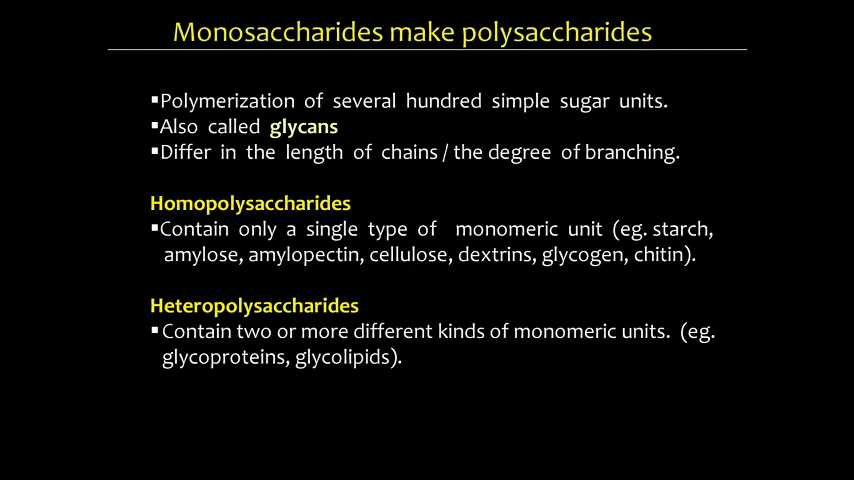 Monosaccharides make polysaccharides
▪Polymerization of several hundred simple sugar units.
▪Also called glycans
▪Differ in the length of chains / the degree of branching.
Homopolysaccharides
▪Contain only a single type of monomeric unit (eg. starch,
amylose, amylopectin, cellulose, dextrins, glycogen, chitin).
Heteropolysaccharides
▪Contain two or more different kinds of monomeric units. (eg.
glycoproteins, glycolipids).